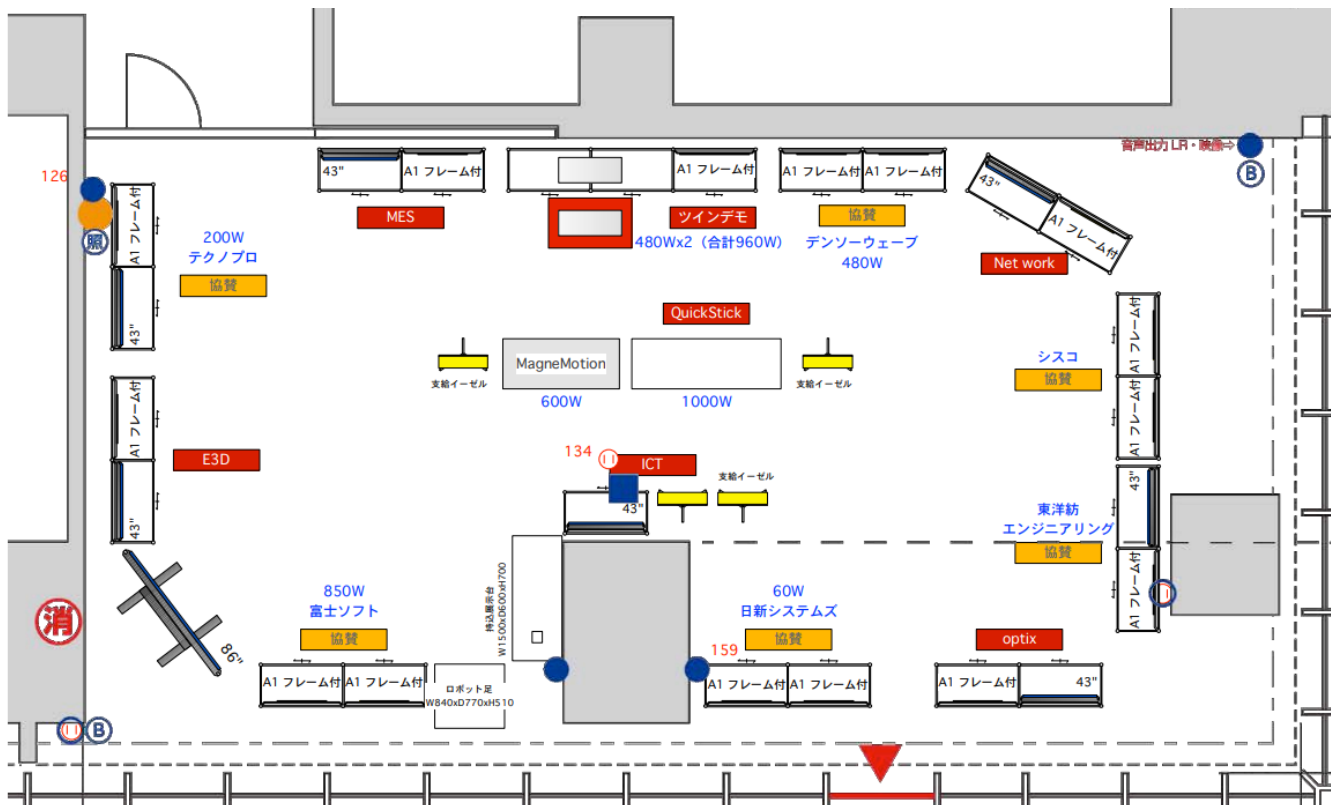 音声出力 LR・映像⇨
B
126
43"
A1 フレーム付
A1 フレーム付
A1 フレーム付
A1 フレーム付
43"
A1 フレーム付
MES
ツインデモ
協賛
480Wx2（合計960W）
デンソーウェーブ
480W
Net work
A1 フレーム付
43"
照
200W
テクノプロ
協賛
QuickStick
MagneMotion
支給イーゼル
支給イーゼル
600W
1000W
シスコ
協賛
A1 フレーム付
A1 フレーム付
A1 フレーム付
43"
E3D
134
ICT
支給イーゼル
43"
43"
A1 フレーム付
東洋紡
エンジニアリング
協賛
消
86"
850W
富士ソフト
協賛
持込展示台
W1500xD600xH700
60W
日新システムズ
協賛
159
optix
A1 フレーム付
A1 フレーム付
ロボット足
W840xD770xH510
A1 フレーム付
A1 フレーム付
A1 フレーム付
43"
B